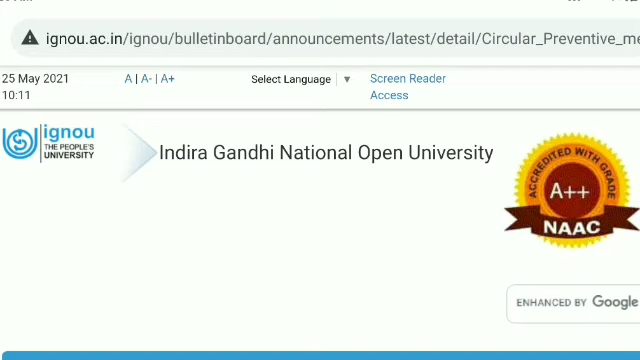 ignou.ac.in/ignou/bulletinboard/announcements/latest/detail/Circular_Preventive_me
25 May 2021
10:11
A | A- | A+
Select Language ▼
Screen Reader
Access
ignou
THE PEOPLE'S
UNIVERSITY
Indira Gandhi National Open University
ACCREDITED WITH GRADE
A++
NAAC
ENHANCED BY Google